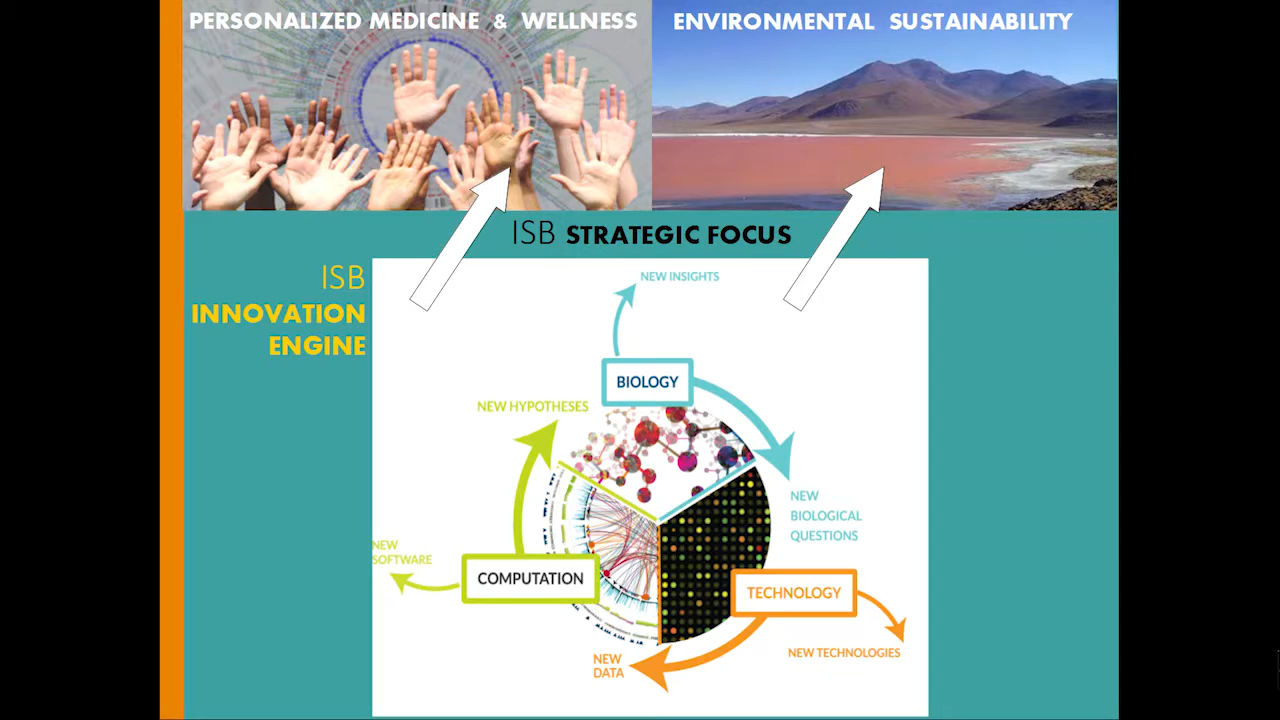 PERSONALIZED MEDICINE & WELLNESS
ENVIRONMENTAL SUSTAINABILITY
ISB STRATEGIC FOCUS
ISB
INNOVATION
ENGINE
NEW INSIGHTS
BIOLOGY
NEW HYPOTHESES
NEW
BIOLOGICAL
QUESTIONS
NEW
SOFTWARE
COMPUTATION
TECHNOLOGY
NEW TECHNOLOGIES
NEW
DATA